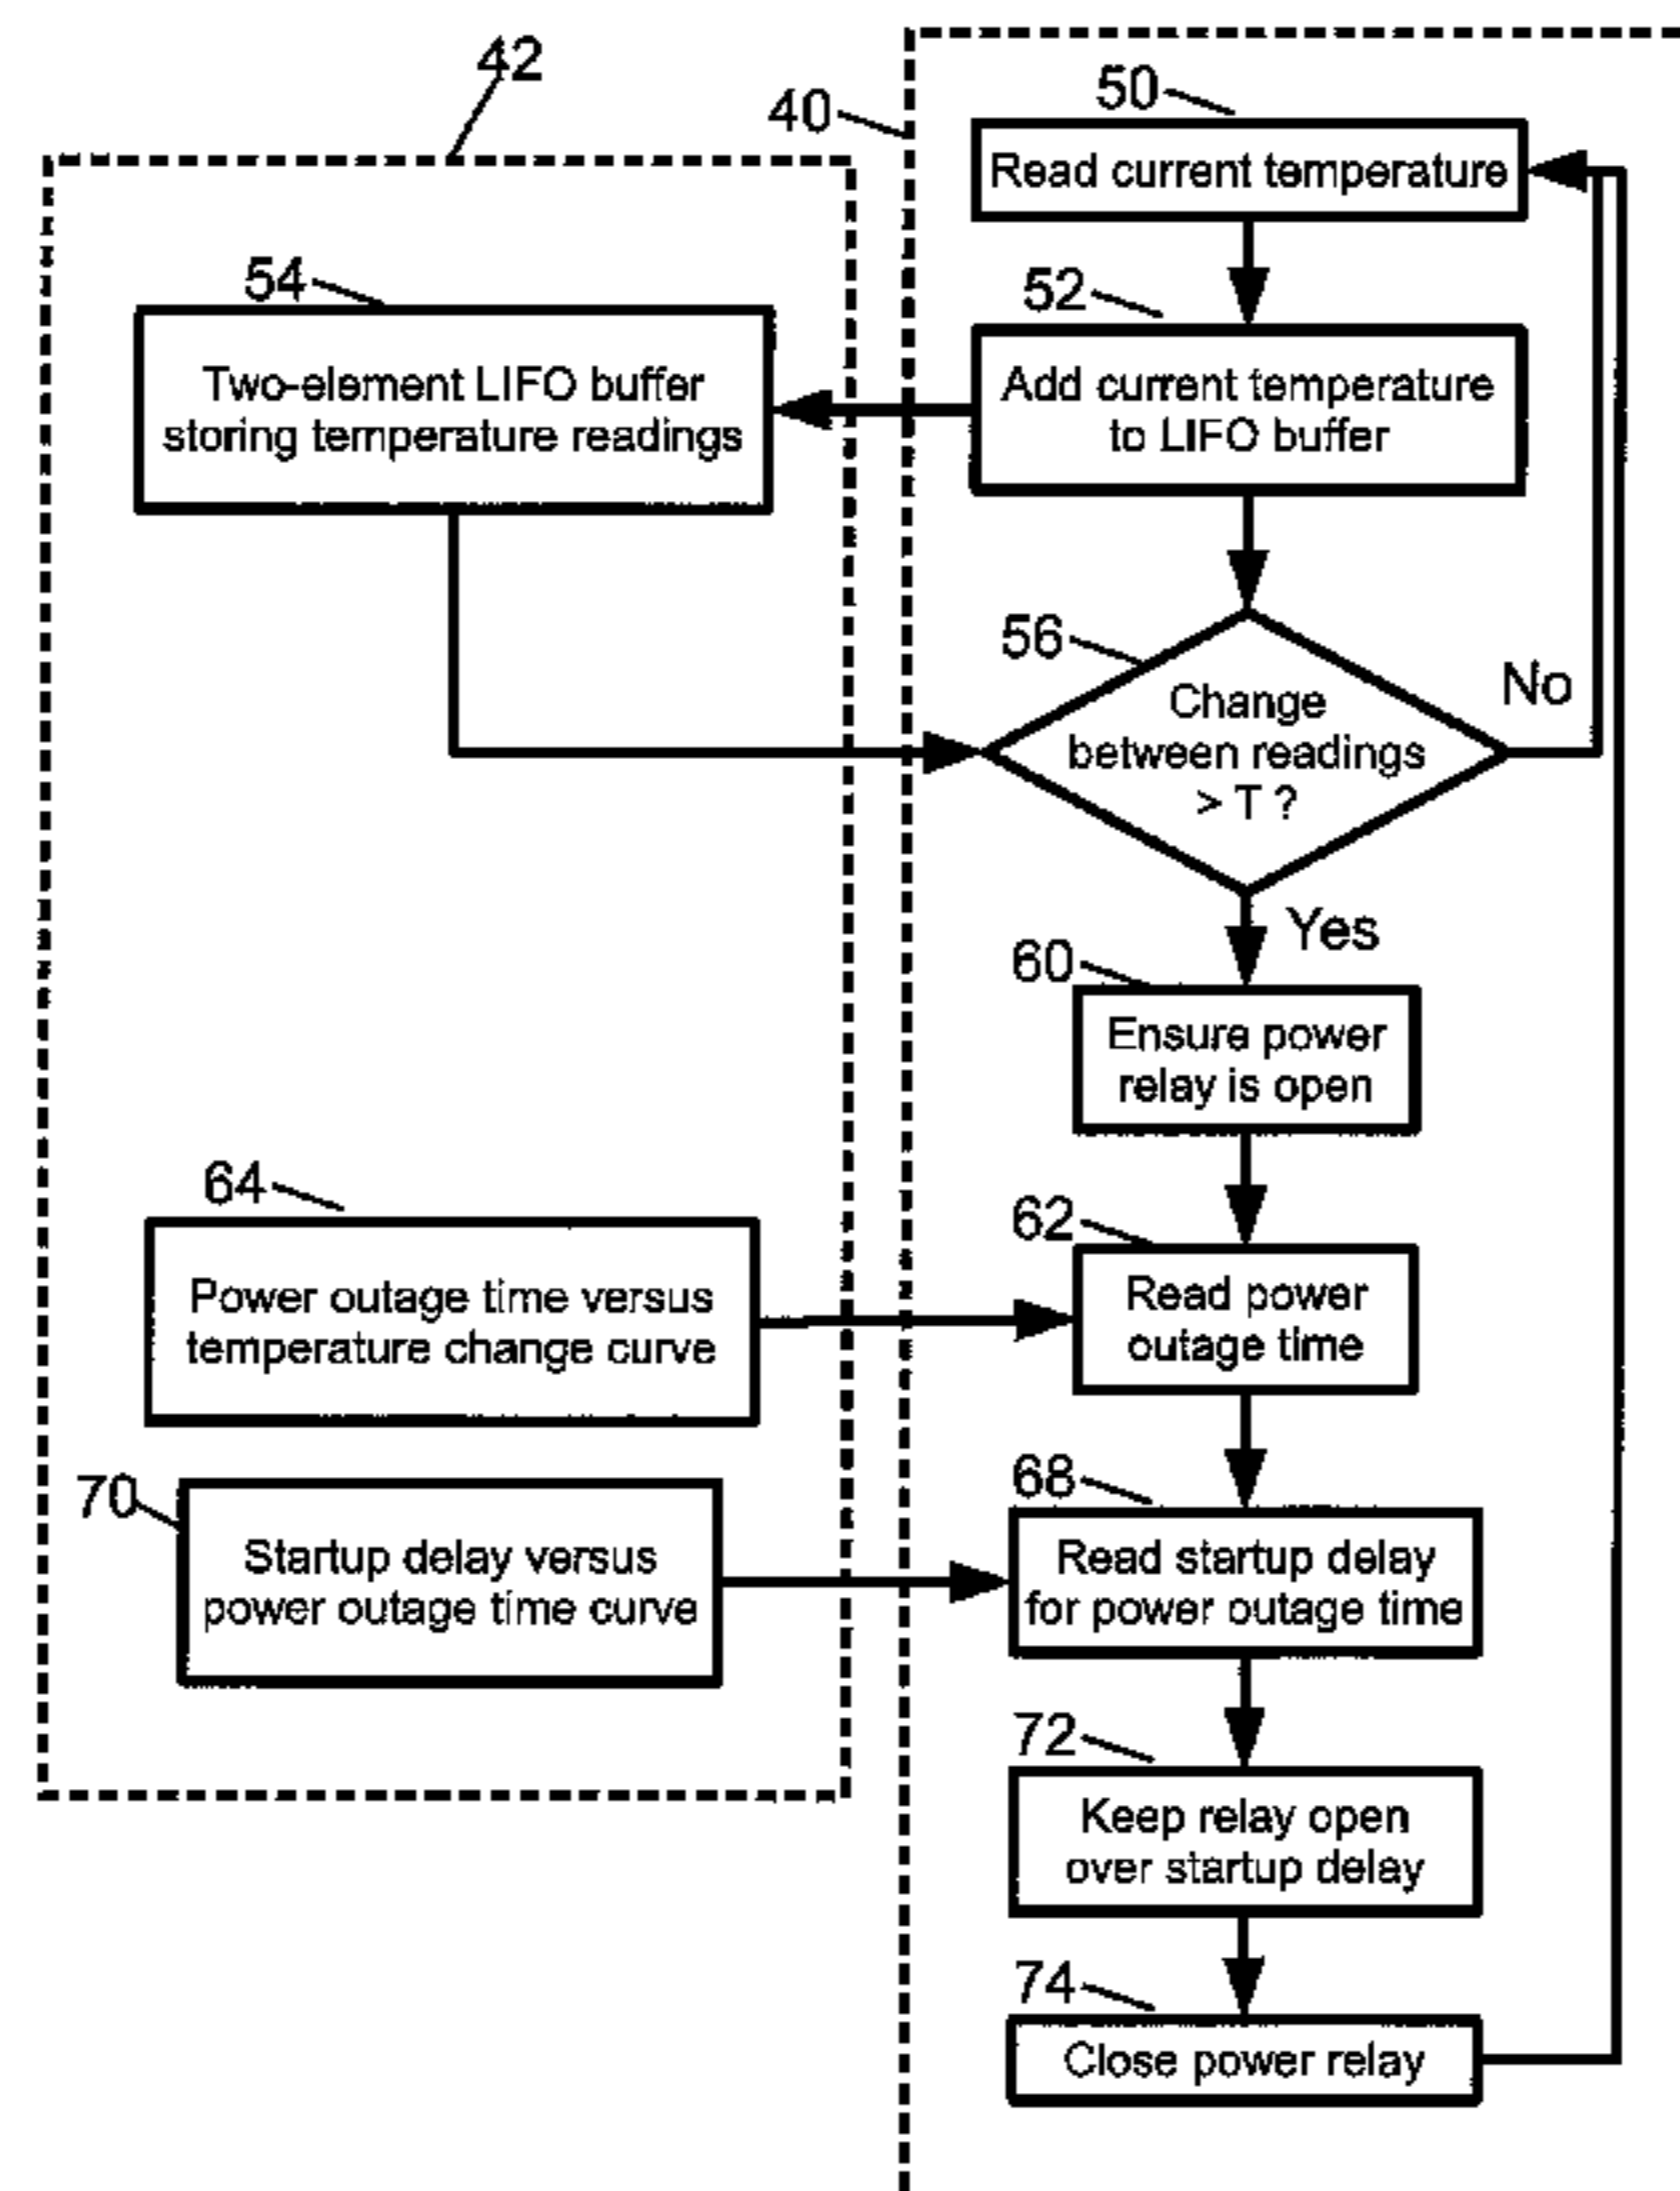 42
40
50
Read current temperature
54
52
Two-element LIFO buffer
storing temperature readings
Add current temperature
to LIFO buffer
56
Change
between readings
> T ?
No
Yes
60
Ensure power
relay is open
64
62
Power outage time versus
temperature change curve
Read power
outage time
70
68
Startup delay versus
power outage time curve
Read startup delay
for power outage time
72
Keep relay open
over startup delay
74
Close power relay